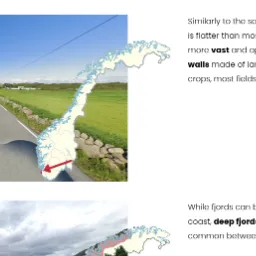 Similarly to the so
is flatter than mos
more vast and op
walls made of lar
crops, most fields
While fjords can b
coast, deep fjords
common betwee